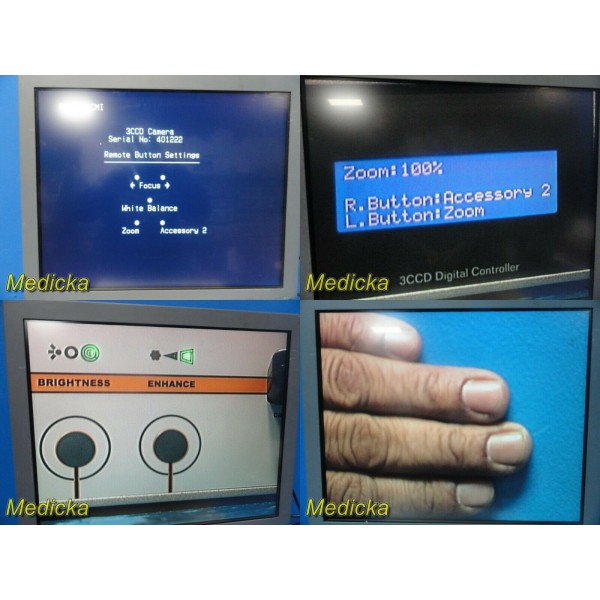 3CCD Camera
Serial No: 401222
Remote Button Settings
Focus
White Balance
Zoom Accessory 2
Medicka
Zoom:100%
R.Button:Accessory 2
L.Button:Zoom
3CCD Digital Controller
Medicka
BRIGHTNESS ENHANCE
Medicka
Medicka